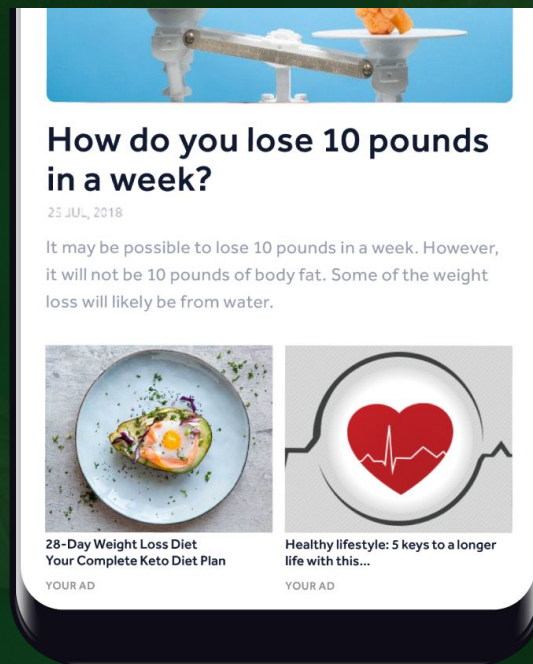 How do you lose 10 pounds
in a week?
25 JUL, 2018
It may be possible to lose 10 pounds in a week. However,
it will not be 10 pounds of body fat. Some of the weight
loss will likely be from water.
28-Day Weight Loss Diet
Your Complete Keto Diet Plan
YOUR AD
Healthy lifestyle: 5 keys to a longer
life with this...
YOUR AD